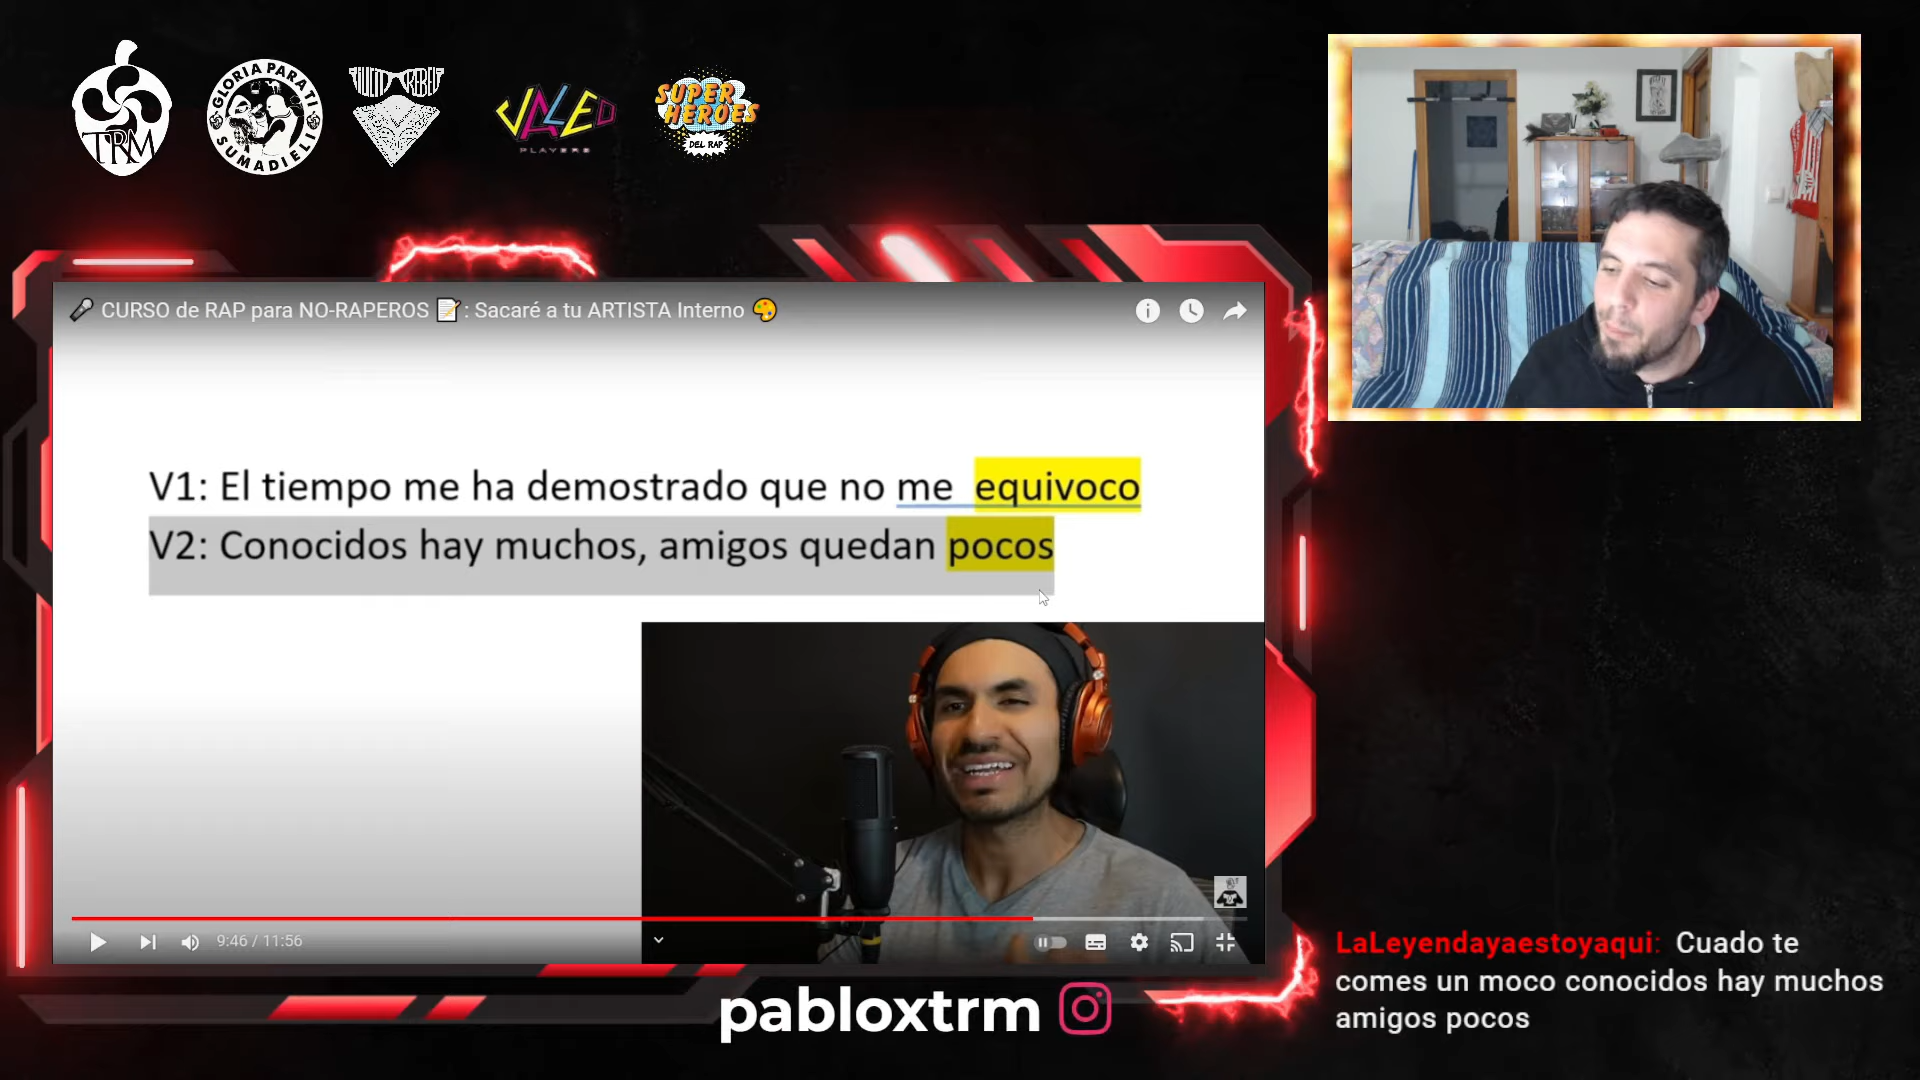 TRM
GLORIA PARA TI
SUMADIELI
VALED
PLAYERS
SUPER
HEROES
DEL RAP
🎤 CURSO de RAP para NO-RAPEROS 📝: Sacaré a tu ARTISTA Interno 🎨
V1: El tiempo me ha demostrado que no me equivoco
V2: Conocidos hay muchos, amigos quedan pocos
9:46 / 11:56
pabloxtrm
LaLeyendayaestoyaqui: Cuado te
comes un moco conocidos hay muchos
amigos pocos